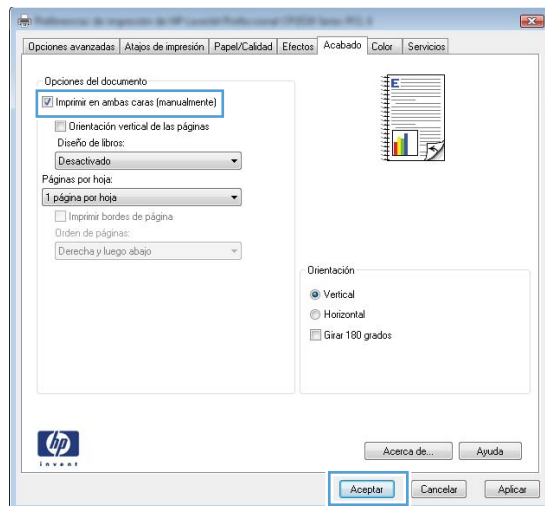 Opciones avanzadas Atajos de impresión Papel/Calidad Efectos Acabado Color Servicios
Opciones del documento
Imprimir en ambas caras (manualmente)
Orientación vertical de las páginas
Diseño de libros:
Desactivado
Páginas por hoja:
1 página por hoja
Imprimir bordes de página
Orden de páginas:
Derecha y luego abajo
E
Orientación
Vertical
Horizontal
Girar 180 grados
hp
invent
Acerca de... Ayuda
Aceptar Cancelar Aplicar